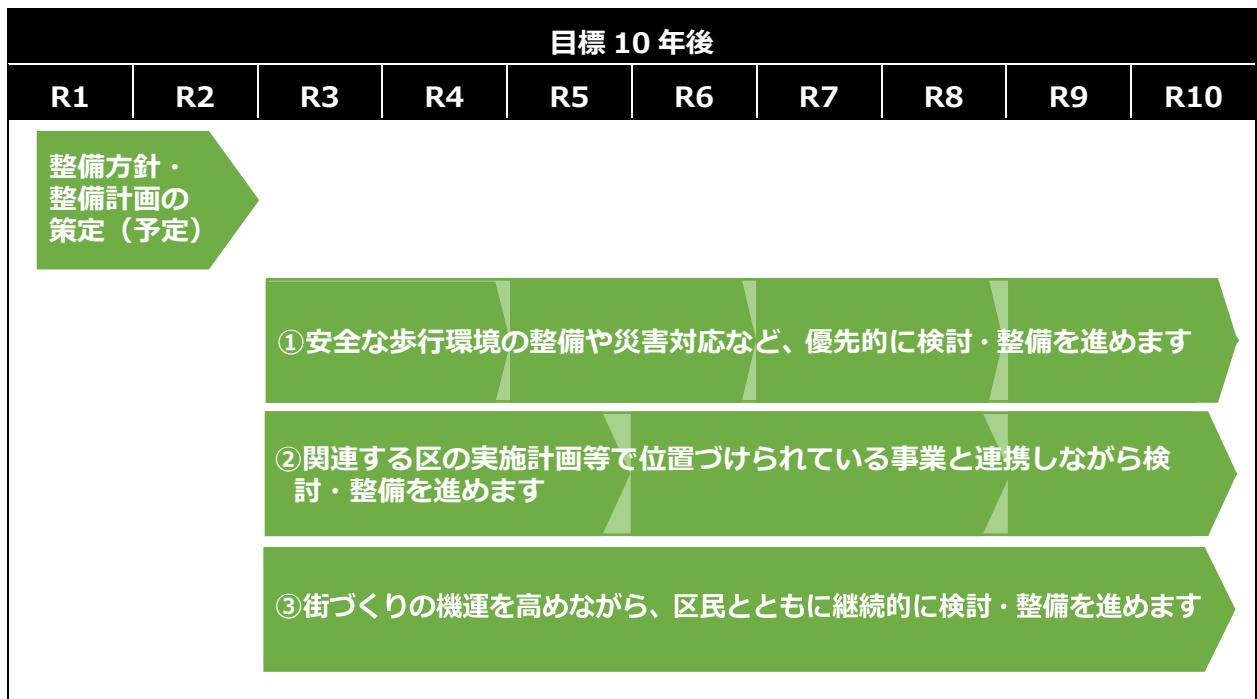 目標 10 年後
R1 R2 R3 R4 R5 R6 R7 R8 R9 R10
整備方針・
整備計画の
策定（予定）
①安全な歩行環境の整備や災害対応など、優先的に検討・整備を進めます
②関連する区の実施計画等で位置づけられている事業と連携しながら検
討・整備を進めます
③街づくりの機運を高めながら、区民とともに継続的に検討・整備を進めます